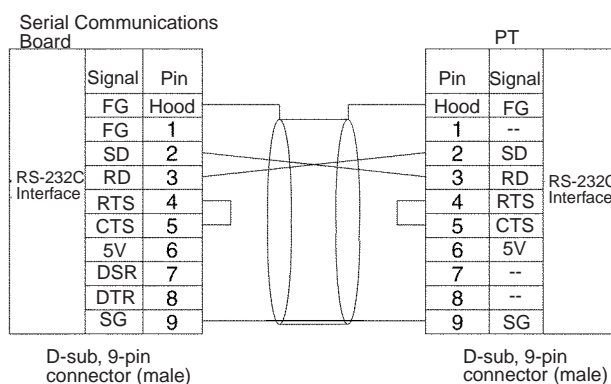 Serial Communications
Board
PT
Signal Pin
FG Hood
FG 1
SD 2
RD 3
RTS 4
CTS 5
5V 6
DSR 7
DTR 8
SG 9
RS-232C
Interface
Pin Signal
Hood FG
1 --
2 SD
3 RD
4 RTS
5 CTS
6 5V
7 --
8 --
9 SG
RS-232C
Interface
D-sub, 9-pin
connector (male)
D-sub, 9-pin
connector (male)